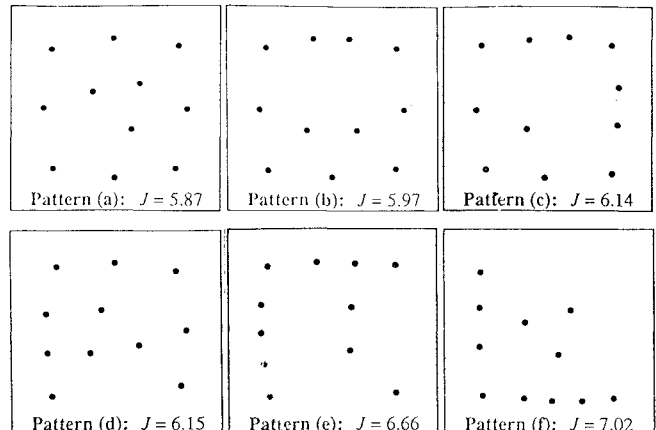 Pattern (a): J = 5.87
Pattern (b): J = 5.97
Pattern (c): J = 6.14
Pattern (d): J = 6.15
Pattern (e): J = 6.66
Pattern (f): J = 7.02